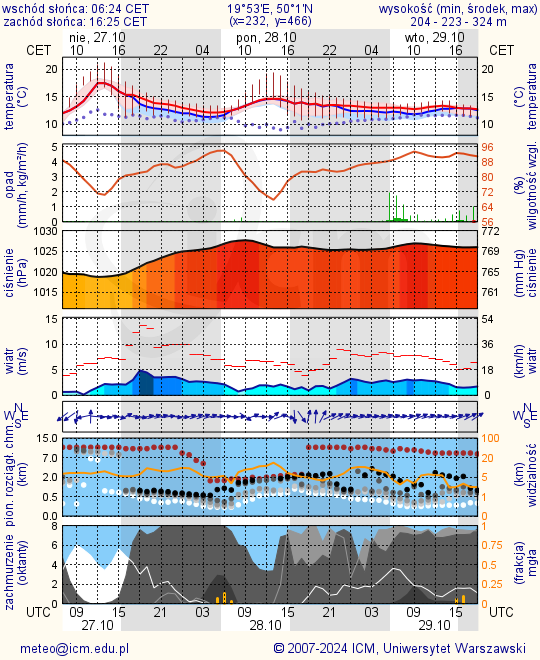 wschód słońca: 06:24 CET 19°53'E, 50°1'N wysokość (min, środek, max)
zachód słońca: 16:25 CET (x=232, y=466) 204 - 223 - 324 m
nie, 27.10 pon, 28.10 wto, 29.10
CET 10 16 22 04 10 16 22 04 10 16 CET
temperatura
(°C)
20
15
10
20
15
10
(°C)
temperatura
opad
(mm/h, kg/m²/h)
5
4
3
2
1
0
96
88
80
72
64
56
(%)
wilgotność wzgl.
ciśnienie
(hPa)
1030
1025
1020
1015
772
769
765
761
(mm Hg)
ciśnienie
wiatr
(m/s)
15
10
5
0
54
36
18
0
(km/h)
wiatr
N
W E
S
N
W E
S
pion. rozciągł. chm.
(km)
15.0
7.0
2.0
0.5
0.0
100
20
5
1
0
(km)
widzialność
zachmurzenie
(oktanty)
8
6
4
2
0
1
0.75
0.5
0.25
0
(frakcja)
mgła
UTC 09 15 21 03 09 15 21 03 09 15 UTC
27.10 28.10 29.10
meteo@icm.edu.pl © 2007-2024 ICM, Uniwersytet Warszawski